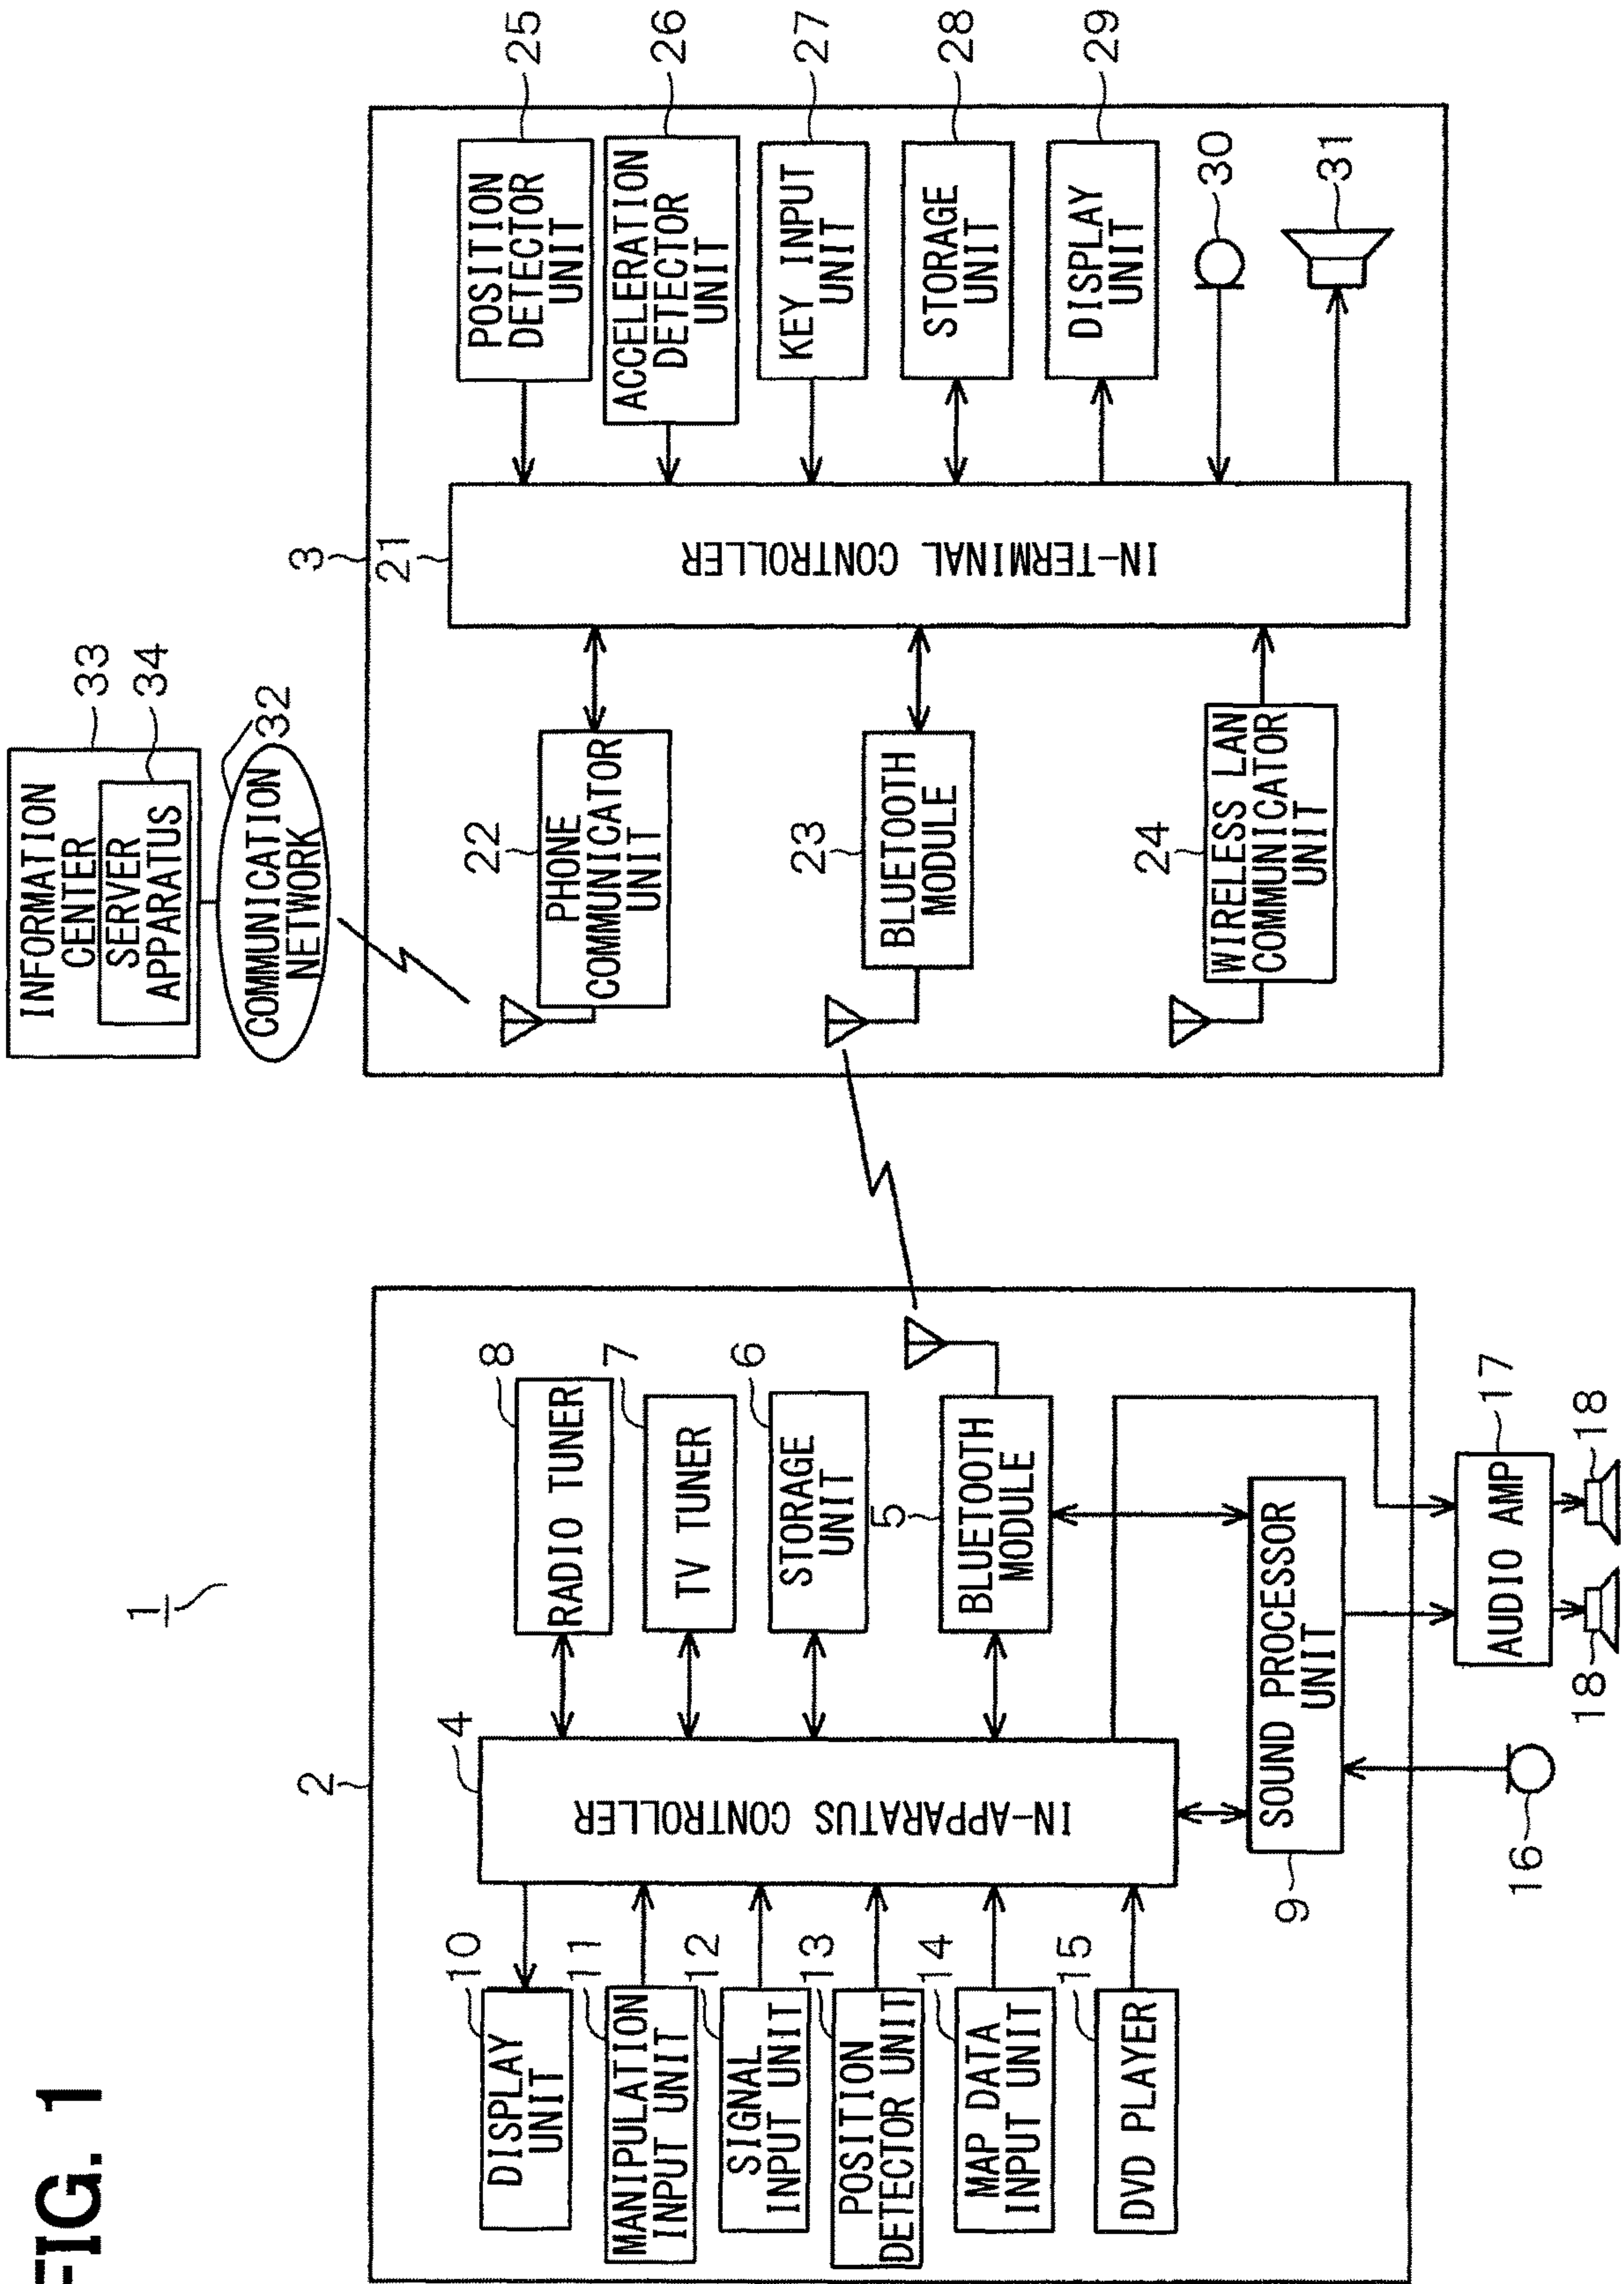 FIG. 1
1
2
4
IN-APPARATUS CONTROLLER
10
DISPLAY
UNIT
11
MANIPULATION
INPUT UNIT
12
SIGNAL
INPUT UNIT
13
POSITION
DETECTOR UNIT
14
MAP DATA
INPUT UNIT
15
DVD PLAYER
8
RADIO TUNER
7
TV TUNER
6
STORAGE
UNIT
5
BLUETOOTH
MODULE
9
SOUND PROCESSOR
UNIT
16
17
AUDIO AMP
18
18
INFORMATION
CENTER
33
SERVER
APPARATUS
34
COMMUNICATION
NETWORK
32
3
21
IN-TERMINAL CONTROLLER
22
PHONE
COMMUNICATOR
UNIT
23
BLUETOOTH
MODULE
24
WIRELESS LAN
COMMUNICATOR
UNIT
POSITION
DETECTOR
UNIT
25
ACCELERATION
DETECTOR
UNIT
26
KEY INPUT
UNIT
27
STORAGE
UNIT
28
DISPLAY
UNIT
29
30
31